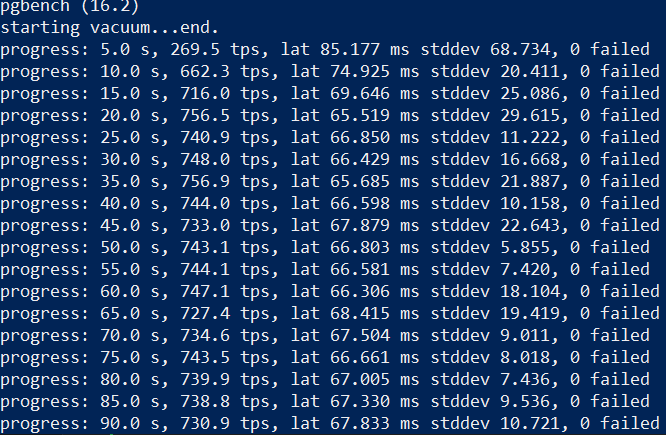 pgbench (16.2)
starting vacuum...end.
progress: 5.0 s, 269.5 tps, lat 85.177 ms stddev 68.734, 0 failed
progress: 10.0 s, 662.3 tps, lat 74.925 ms stddev 20.411, 0 failed
progress: 15.0 s, 716.0 tps, lat 69.646 ms stddev 25.086, 0 failed
progress: 20.0 s, 756.5 tps, lat 65.519 ms stddev 29.615, 0 failed
progress: 25.0 s, 740.9 tps, lat 66.850 ms stddev 11.222, 0 failed
progress: 30.0 s, 748.0 tps, lat 66.429 ms stddev 16.668, 0 failed
progress: 35.0 s, 756.9 tps, lat 65.685 ms stddev 21.887, 0 failed
progress: 40.0 s, 744.0 tps, lat 66.598 ms stddev 10.158, 0 failed
progress: 45.0 s, 733.0 tps, lat 67.879 ms stddev 22.643, 0 failed
progress: 50.0 s, 743.1 tps, lat 66.803 ms stddev 5.855, 0 failed
progress: 55.0 s, 744.1 tps, lat 66.581 ms stddev 7.420, 0 failed
progress: 60.0 s, 747.1 tps, lat 66.306 ms stddev 18.104, 0 failed
progress: 65.0 s, 727.4 tps, lat 68.415 ms stddev 19.419, 0 failed
progress: 70.0 s, 734.6 tps, lat 67.504 ms stddev 9.011, 0 failed
progress: 75.0 s, 743.5 tps, lat 66.661 ms stddev 8.018, 0 failed
progress: 80.0 s, 739.9 tps, lat 67.005 ms stddev 7.436, 0 failed
progress: 85.0 s, 738.8 tps, lat 67.330 ms stddev 9.536, 0 failed
progress: 90.0 s, 730.9 tps, lat 67.833 ms stddev 10.721, 0 failed